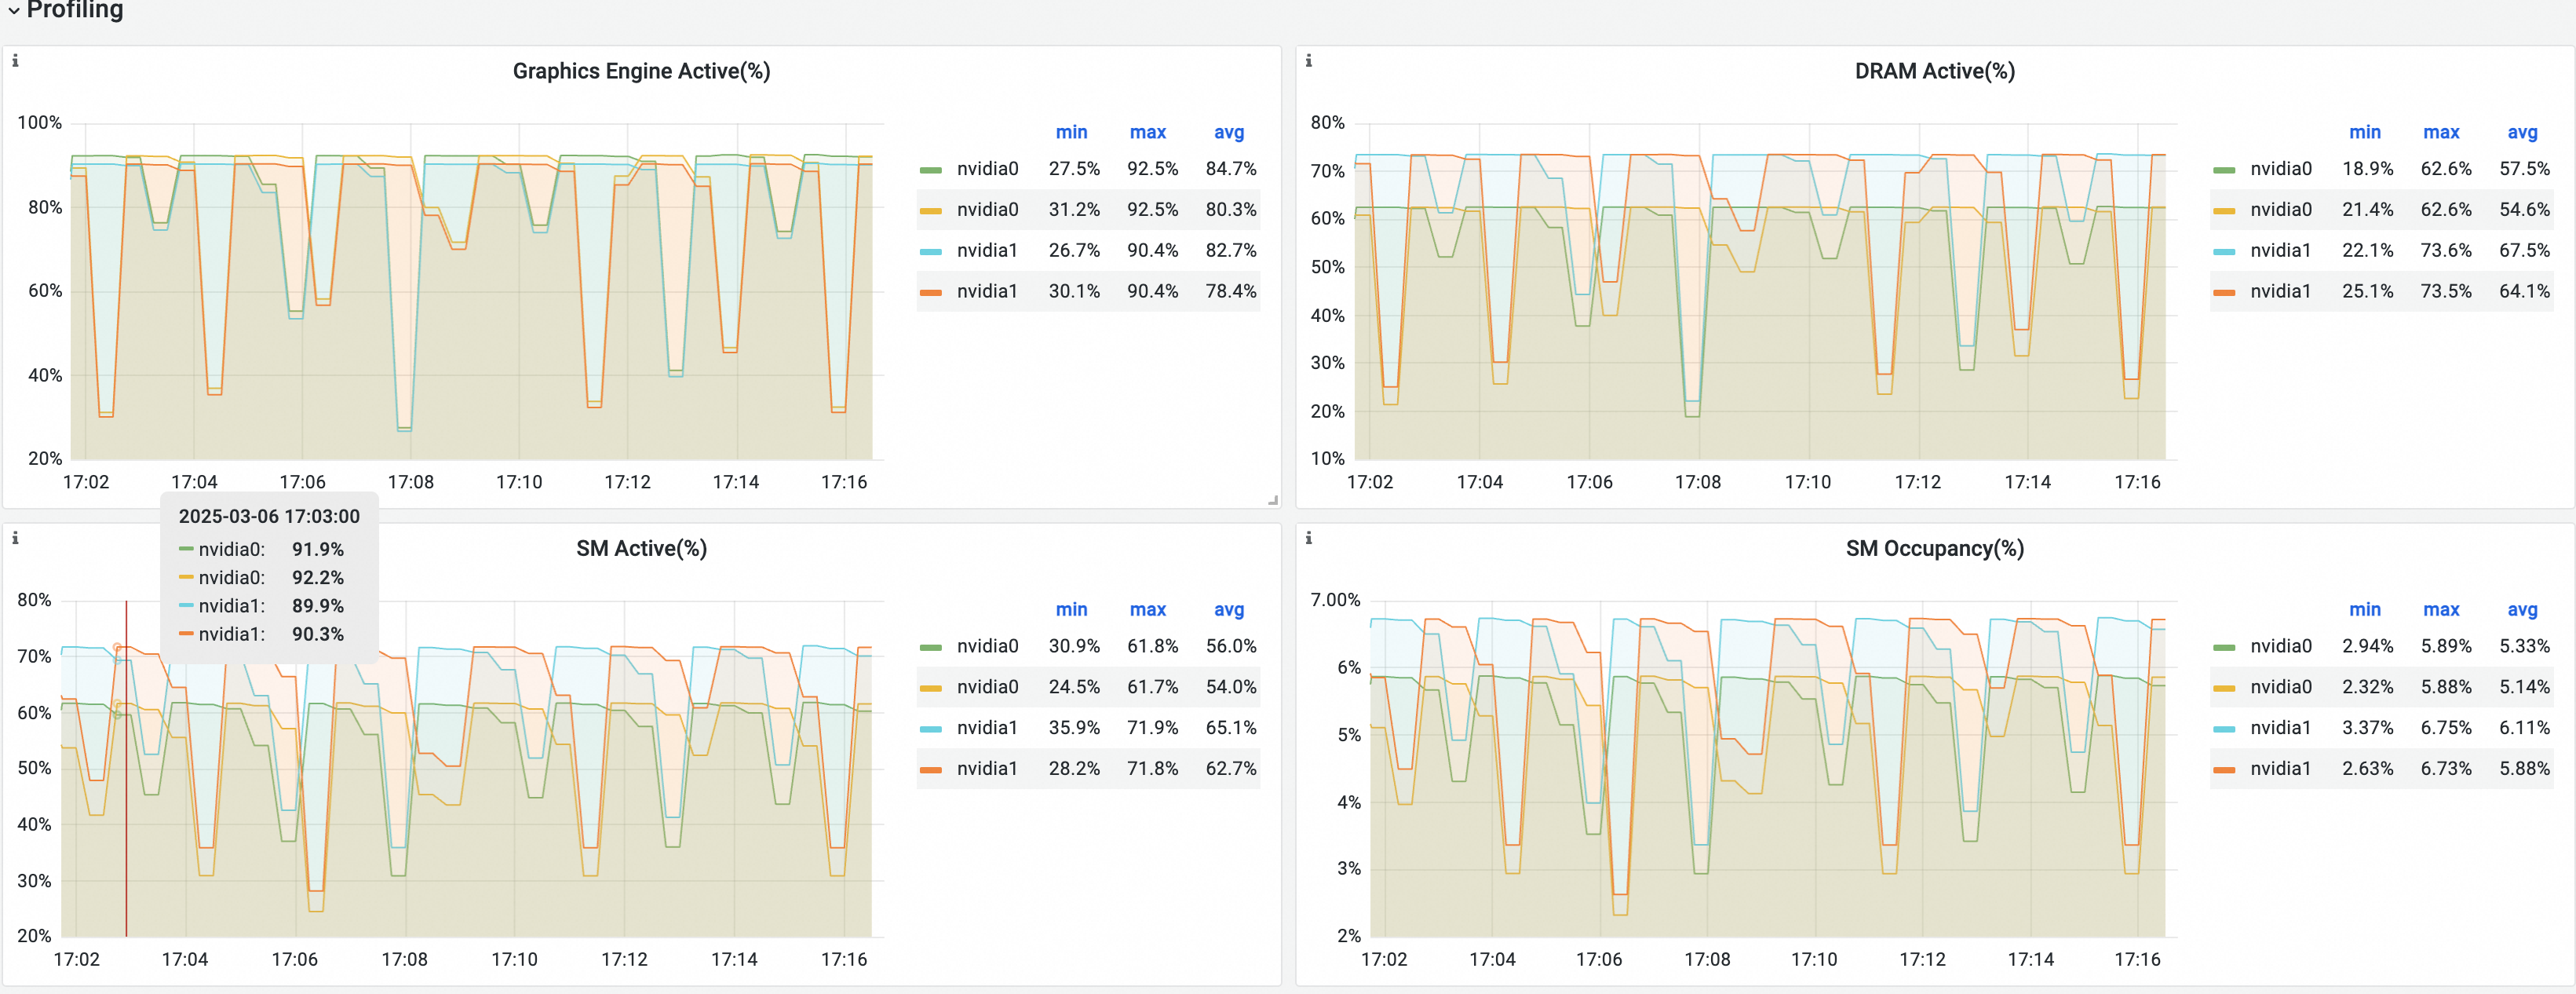 Profiling
Graphics Engine Active(%)
100%
80%
60%
40%
20%
17:02 17:04 17:06 17:08 17:10 17:12 17:14 17:16
min max avg
nvidia0 27.5% 92.5% 84.7%
nvidia0 31.2% 92.5% 80.3%
nvidia1 26.7% 90.4% 82.7%
nvidia1 30.1% 90.4% 78.4%
DRAM Active(%)
80%
70%
60%
50%
40%
30%
20%
10%
17:02 17:04 17:06 17:08 17:10 17:12 17:14 17:16
min max avg
nvidia0 18.9% 62.6% 57.5%
nvidia0 21.4% 62.6% 54.6%
nvidia1 22.1% 73.6% 67.5%
nvidia1 25.1% 73.5% 64.1%
2025-03-06 17:03:00
nvidia0: 91.9%
nvidia0: 92.2%
nvidia1: 89.9%
nvidia1: 90.3%
SM Active(%)
80%
70%
60%
50%
40%
30%
20%
17:02 17:04 17:06 17:08 17:10 17:12 17:14 17:16
min max avg
nvidia0 30.9% 61.8% 56.0%
nvidia0 24.5% 61.7% 54.0%
nvidia1 35.9% 71.9% 65.1%
nvidia1 28.2% 71.8% 62.7%
SM Occupancy(%)
7.00%
6%
5%
4%
3%
2%
17:02 17:04 17:06 17:08 17:10 17:12 17:14 17:16
min max avg
nvidia0 2.94% 5.89% 5.33%
nvidia0 2.32% 5.88% 5.14%
nvidia1 3.37% 6.75% 6.11%
nvidia1 2.63% 6.73% 5.88%